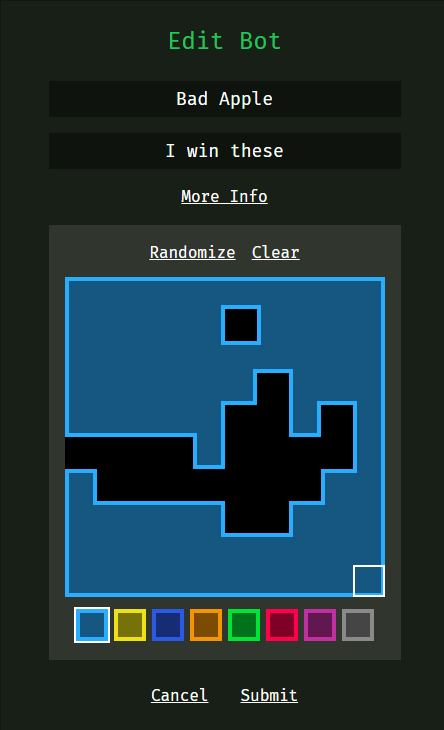 Edit Bot
Bad Apple
I win these
More Info
Randomize Clear
Cancel Submit